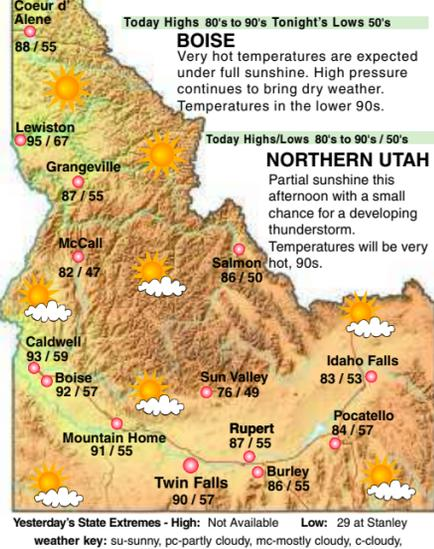 Coeur d'
Alene
88 / 55
Today Highs 80's to 90's Tonight's Lows 50's
BOISE
Very hot temperatures are expected
under full sunshine. High pressure
continues to bring dry weather.
Temperatures in the lower 90s.
Lewiston
95 / 67
Today Highs/Lows 80's to 90's / 50's
NORTHERN UTAH
Partial sunshine this
afternoon with a small
chance for a developing
thunderstorm.
Temperatures will be very
hot, 90s.
Grangeville
87 / 55
McCall
82 / 47
Salmon
86 / 50
Caldwell
93 / 59
Boise
92 / 57
Sun Valley
76 / 49
Idaho Falls
83 / 53
Mountain Home
91 / 55
Rupert
87 / 55
Pocatello
84 / 57
Twin Falls
90 / 57
Burley
86 / 55
Yesterday's State Extremes - High: Not Available Low: 29 at Stanley
weather key: su-sunny, pc-partly cloudy, mc-mostly cloudy, c-cloudy,